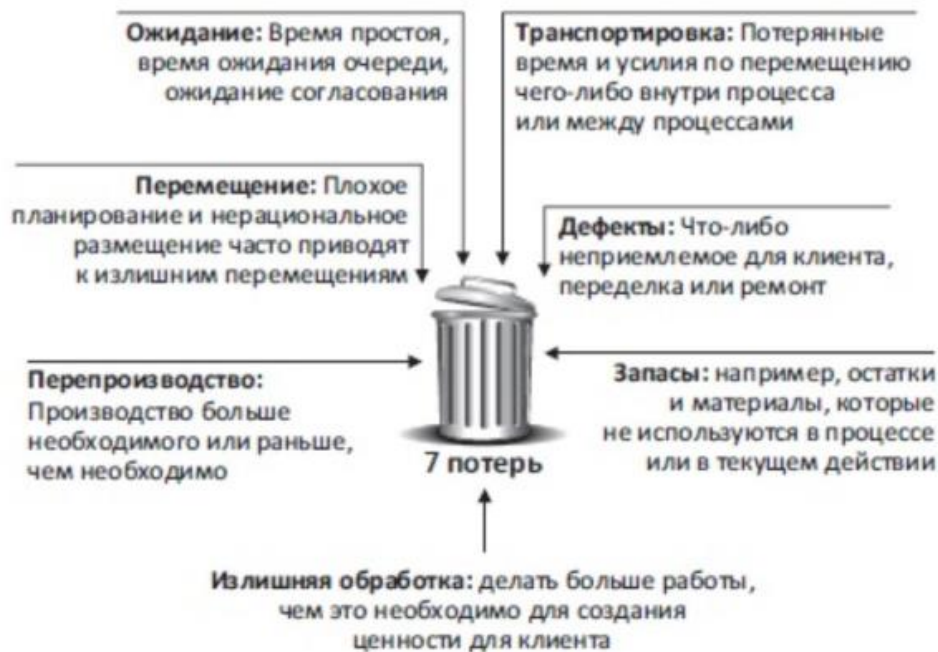 Ожидание: Время простоя,
время ожидания очереди,
ожидание согласования
Транспортировка: Потерянные
время и усилия по перемещению
чего-либо внутри процесса
или между процессами
Перемещение: Плохое
планирование и нерациональное
размещение часто приводят
к излишним перемещениям
Дефекты: Что-либо
неприемлемое для клиента,
переделка или ремонт
Перепроизводство:
Производство больше
необходимого или раньше,
чем необходимо
Запасы: например, остатки
и материалы, которые
не используются в процессе
или в текущем действии
7 потерь
Излишняя обработка: делать больше работы,
чем это необходимо для создания
ценности для клиента